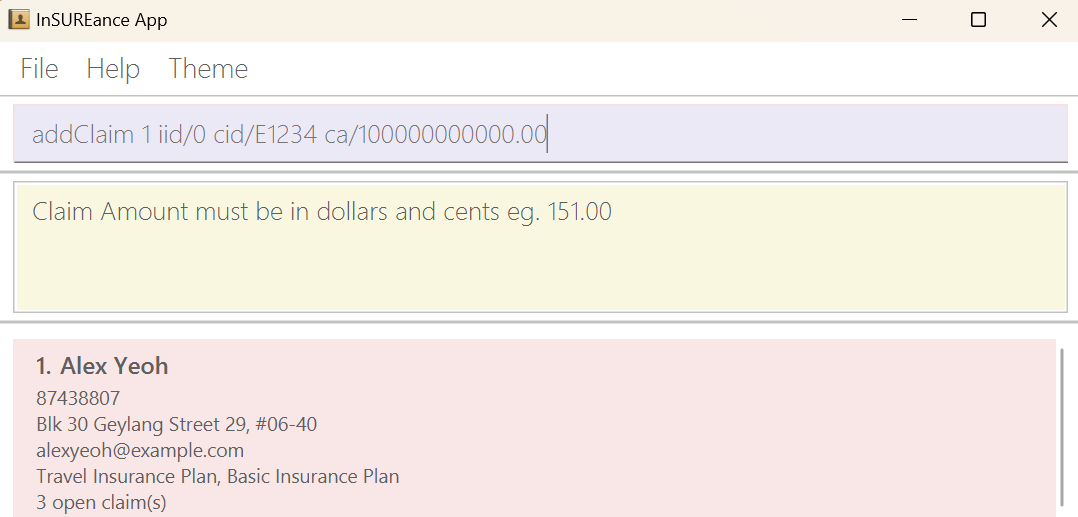 InSUREance App
File Help Theme
addClaim 1 iid/0 cid/E1234 ca/100000000000.00
Claim Amount must be in dollars and cents eg. 151.00
1. Alex Yeoh
87438807
Blk 30 Geylang Street 29, #06-40
alexyeoh@example.com
Travel Insurance Plan, Basic Insurance Plan
3 open claim(s)